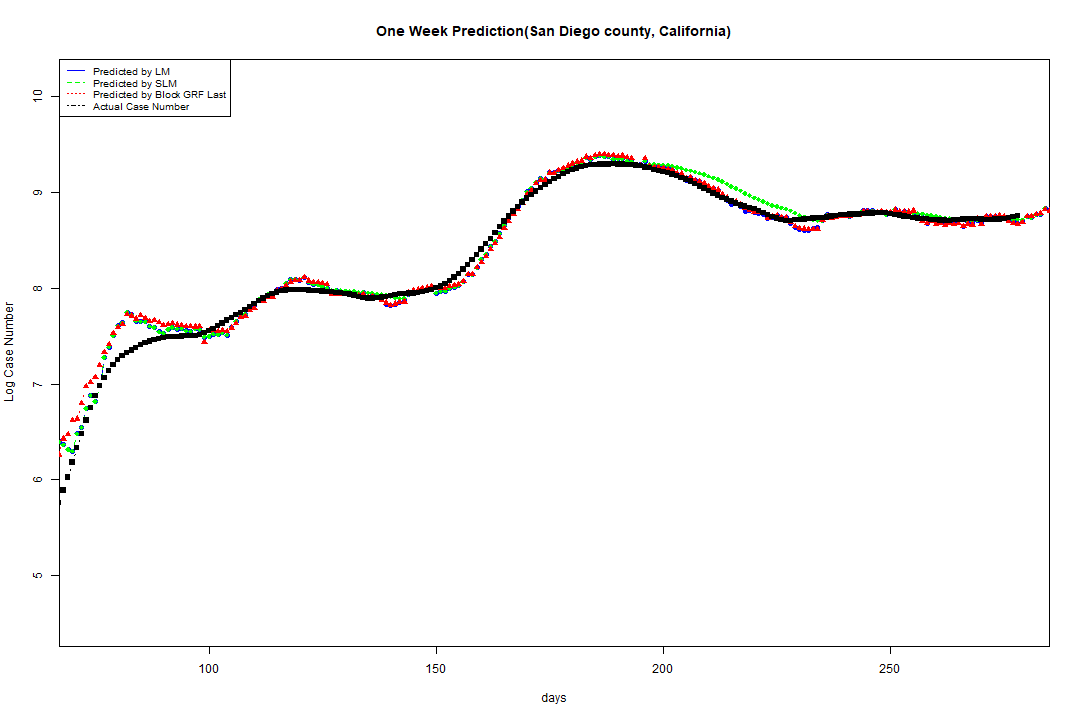 One Week Prediction(San Diego county, California)
Predicted by LM
Predicted by SLM
Predicted by Block GRF Last
Actual Case Number
10
9
8
7
6
5
Log Case Number
100 150 200 250
days